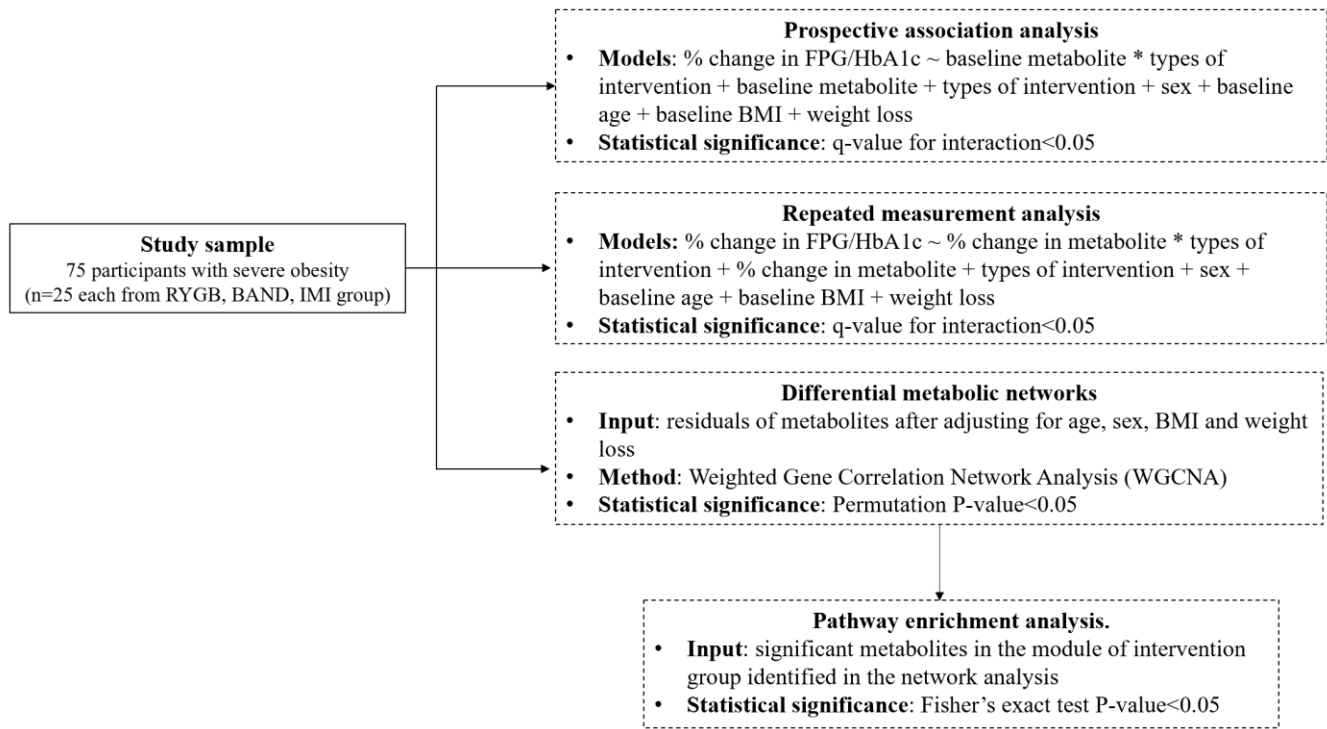 Prospective association analysis
• Models: % change in FPG/HbA1c ~ baseline metabolite * types of
intervention + baseline metabolite + types of intervention + sex + baseline
age + baseline BMI + weight loss
• Statistical significance: q-value for interaction<0.05
Study sample
75 participants with severe obesity
(n=25 each from RYGB, BAND, IMI group)
Repeated measurement analysis
• Models: % change in FPG/HbA1c ~ % change in metabolite * types of
intervention + % change in metabolite + types of intervention + sex +
baseline age + baseline BMI + weight loss
• Statistical significance: q-value for interaction<0.05
Differential metabolic networks
• Input: residuals of metabolites after adjusting for age, sex, BMI and weight
loss
• Method: Weighted Gene Correlation Network Analysis (WGCNA)
• Statistical significance: Permutation P-value<0.05
Pathway enrichment analysis.
• Input: significant metabolites in the module of intervention
group identified in the network analysis
• Statistical significance: Fisher’s exact test P-value<0.05